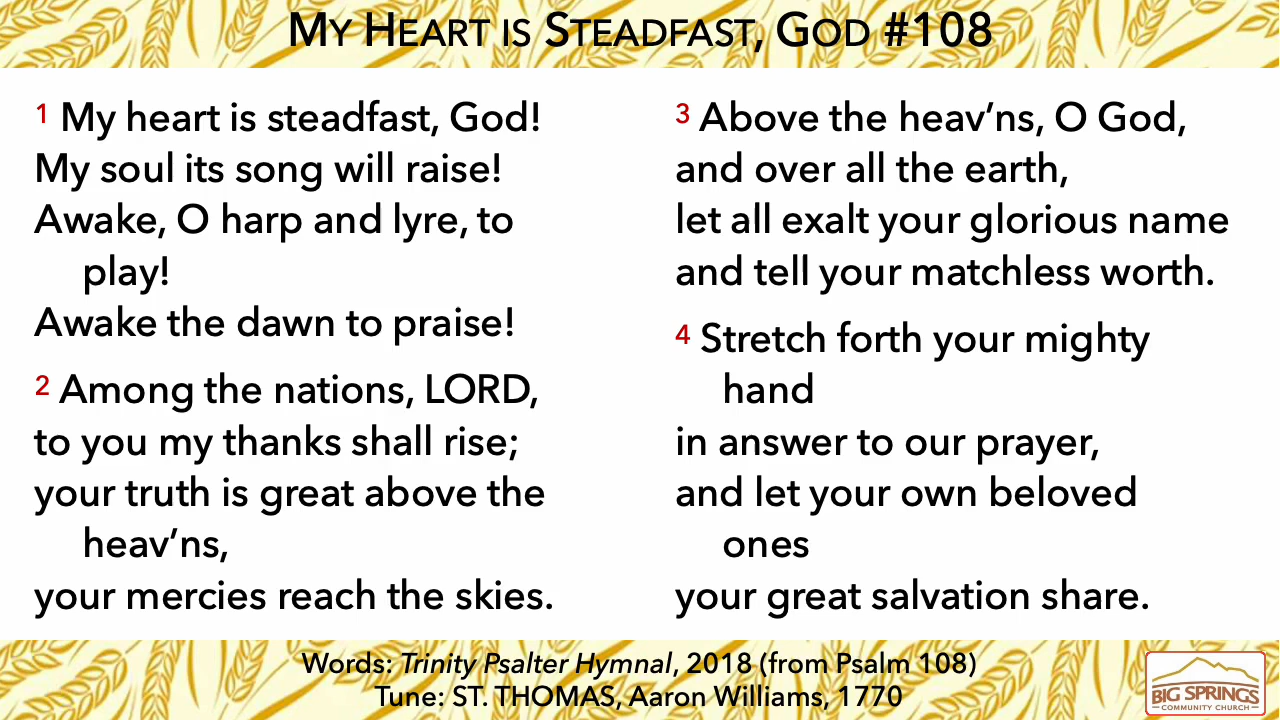 MY HEART IS STEADFAST, GOD #108
1 My heart is steadfast, God!
My soul its song will raise!
Awake, O harp and lyre, to
play!
Awake the dawn to praise!
2 Among the nations, LORD,
to you my thanks shall rise;
your truth is great above the
heav’ns,
your mercies reach the skies.
3 Above the heav’ns, O God,
and over all the earth,
let all exalt your glorious name
and tell your matchless worth.
4 Stretch forth your mighty
hand
in answer to our prayer,
and let your own beloved
ones
your great salvation share.
Words: Trinity Psalter Hymnal, 2018 (from Psalm 108)
Tune: ST. THOMAS, Aaron Williams, 1770
BIG SPRINGS
COMMUNITY CHURCH